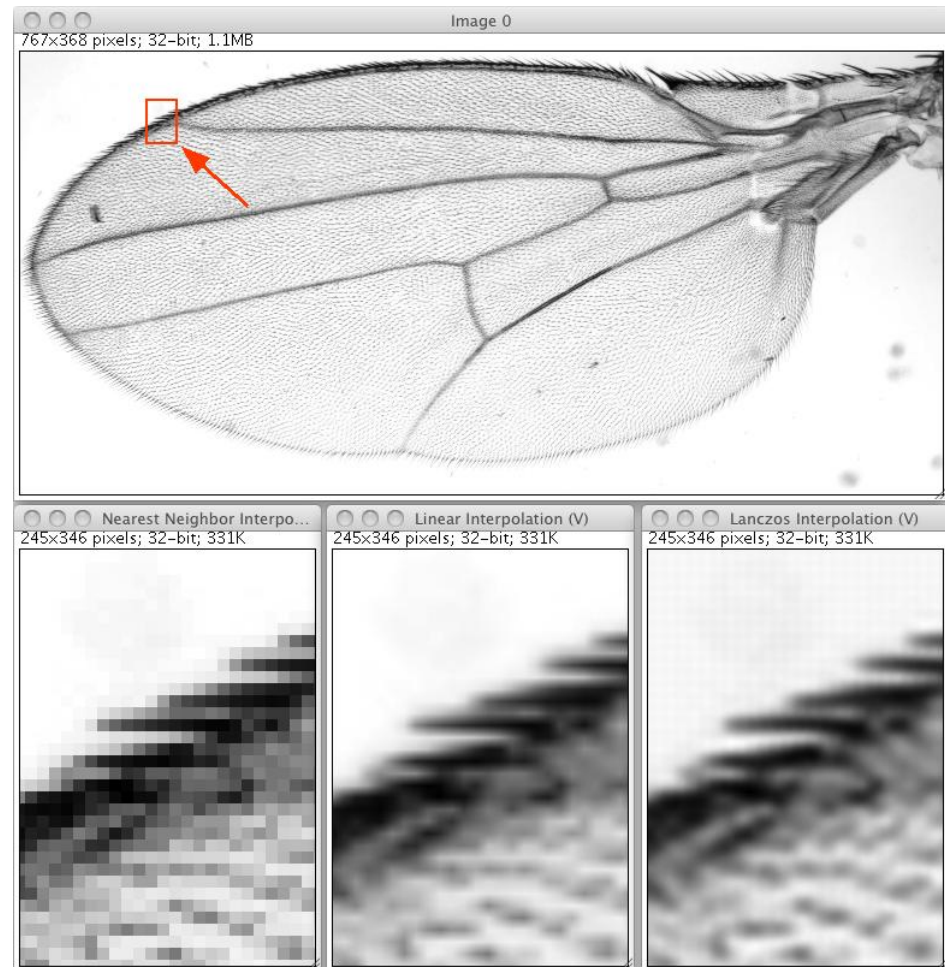 Image 0
767x368 pixels; 32-bit; 1.1MB
Nearest Neighbor Interpo...
245x346 pixels; 32-bit; 331K
Linear Interpolation (V)
245x346 pixels; 32-bit; 331K
Lanczos Interpolation (V)
245x346 pixels; 32-bit; 331K